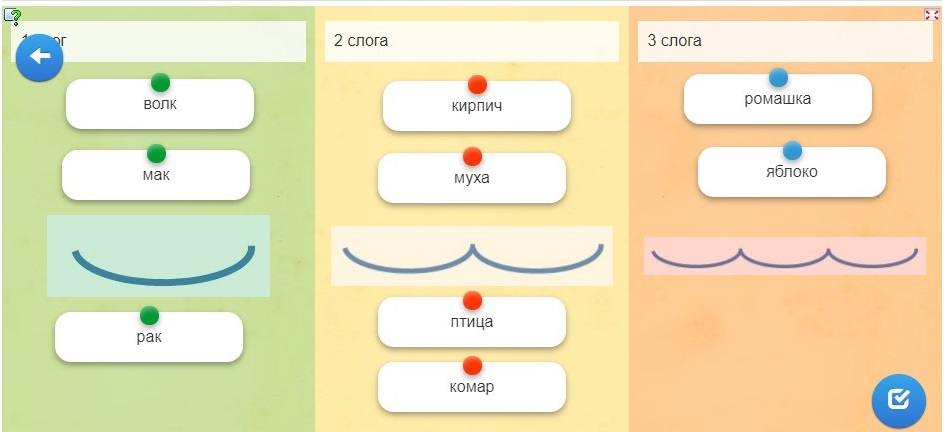 2 слога
3 слога
волк
мак
рак
кирпич
муха
птица
комар
ромашка
яблоко